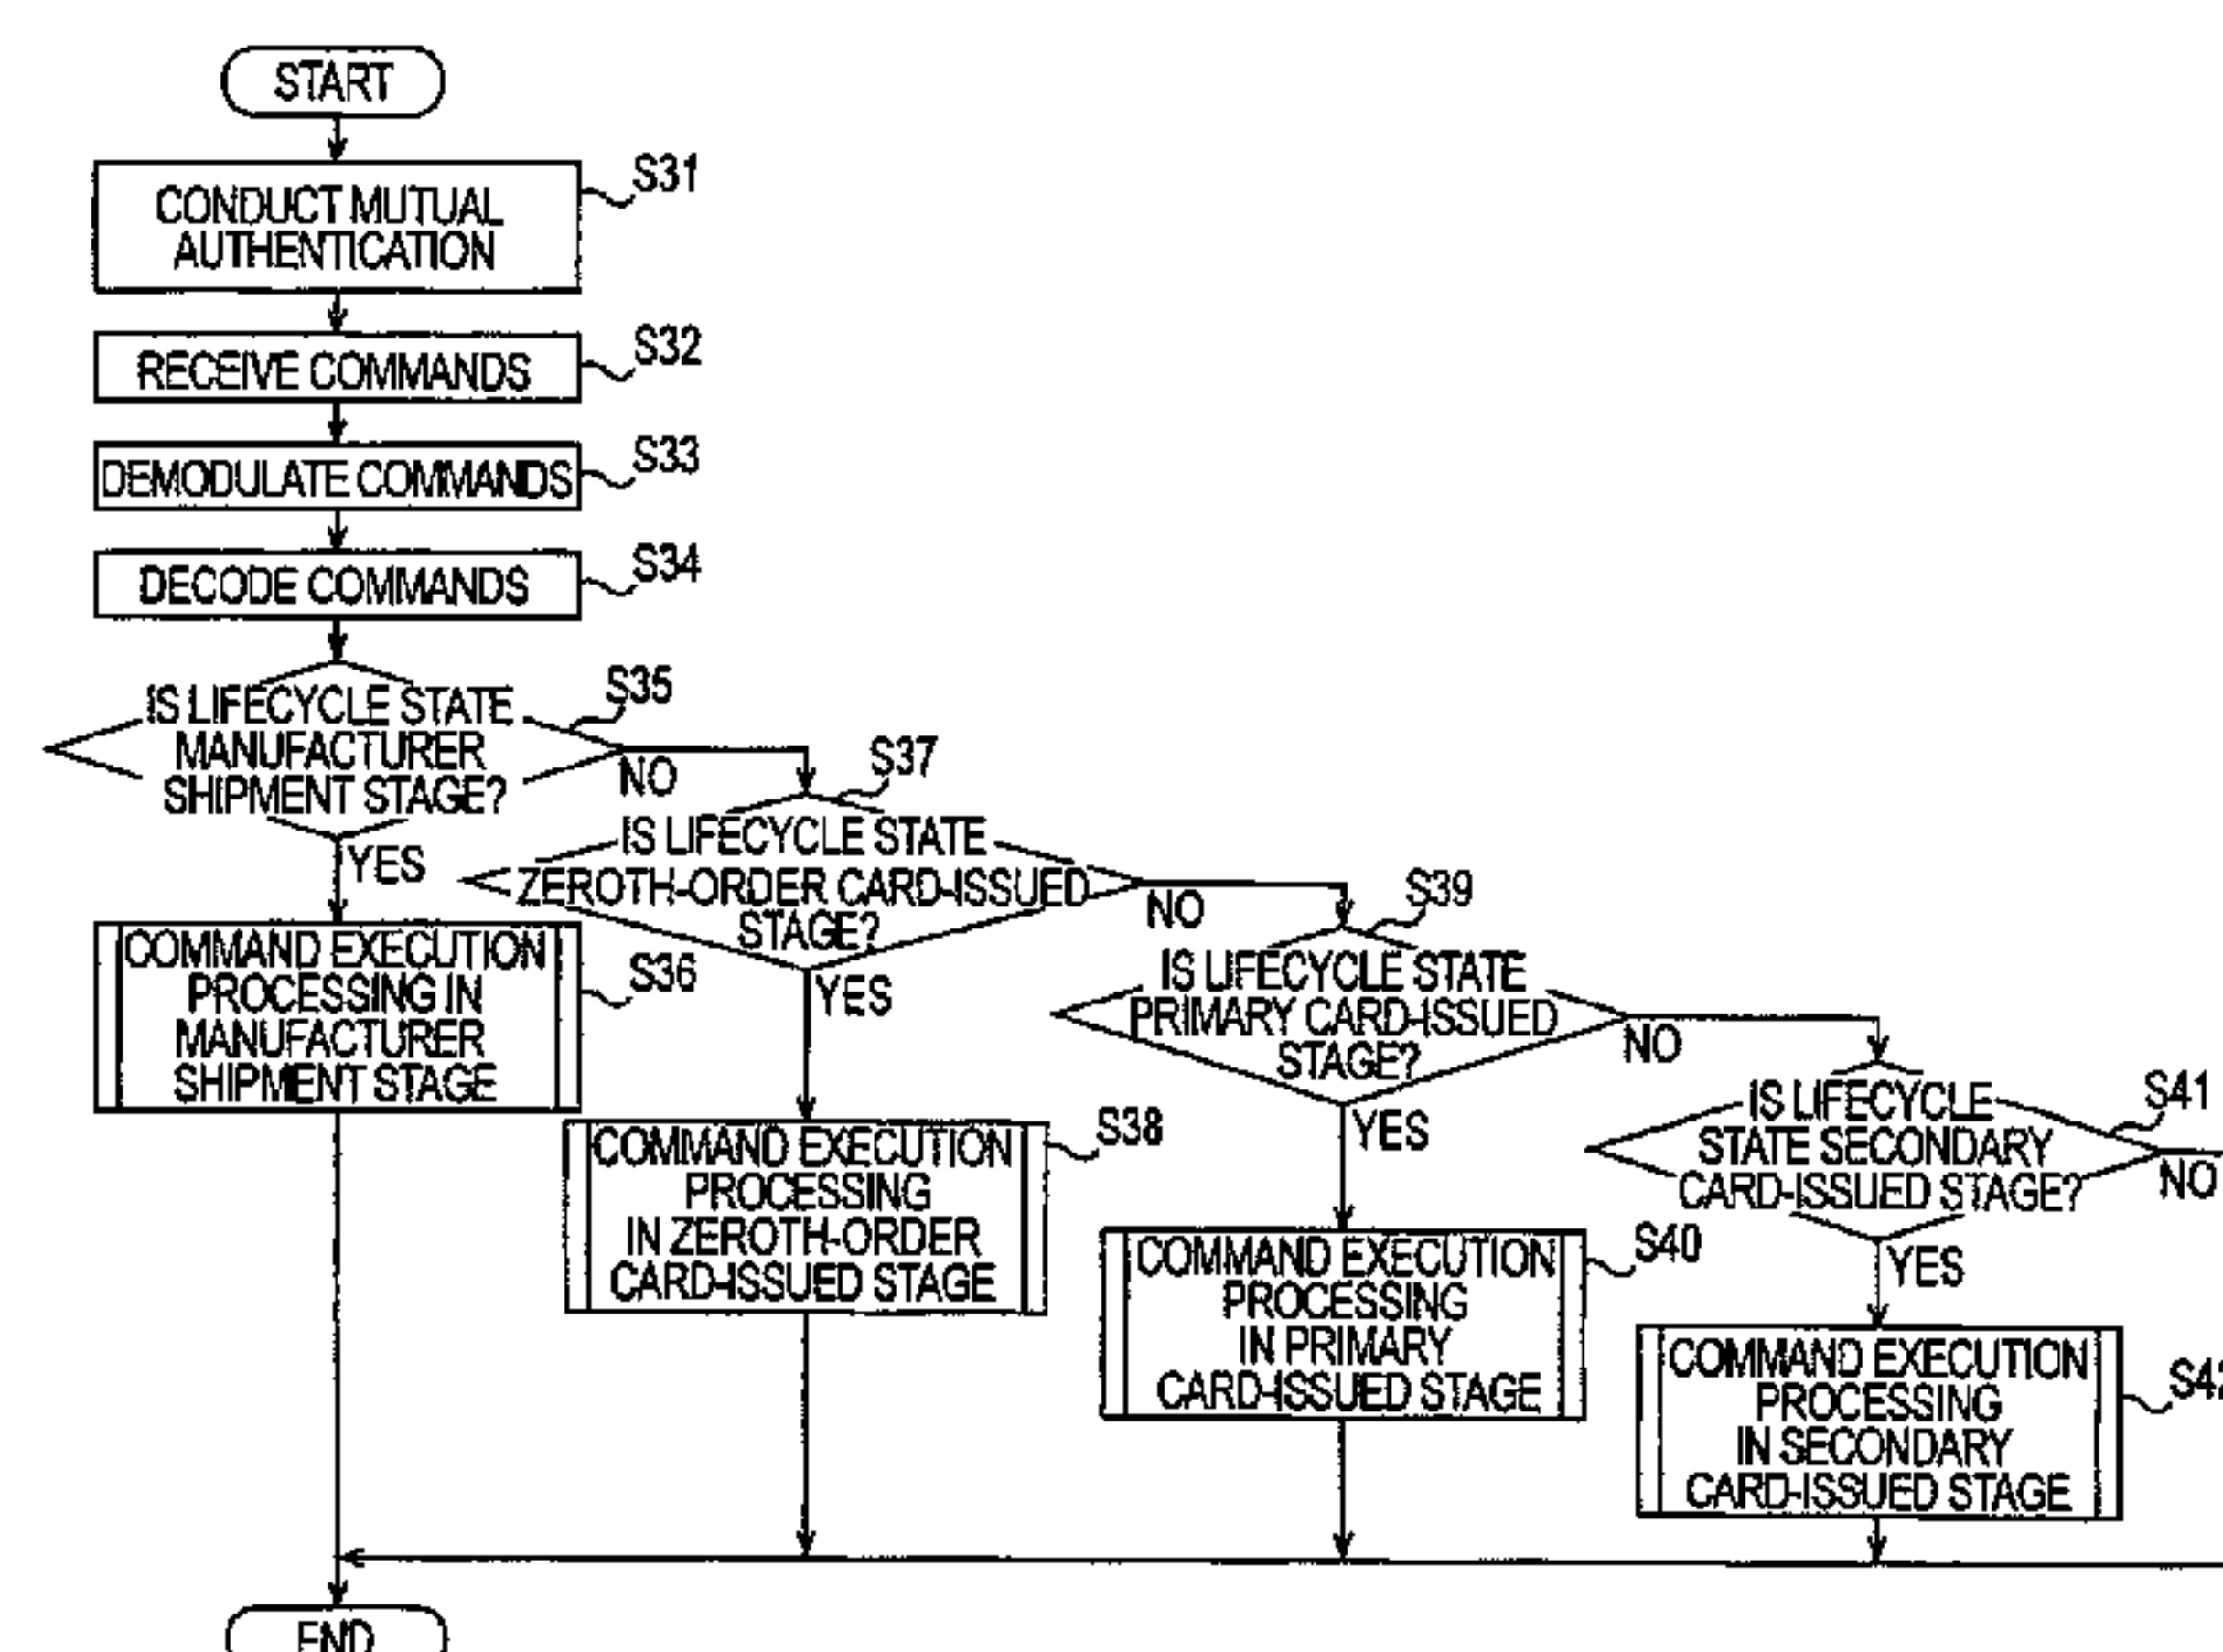 START
CONDUCT MUTUAL
AUTHENTICATION
S31
RECEIVE COMMANDS
S32
DEMODULATE COMMANDS
S33
DECODE COMMANDS
S34
IS LIFECYCLE STATE
MANUFACTURER
SHIPMENT STAGE?
S35
NO
YES
COMMAND EXECUTION
PROCESSING IN
MANUFACTURER
SHIPMENT STAGE
S36
S37
IS LIFECYCLE STATE
ZEROTH-ORDER CARD-ISSUED
STAGE?
NO
YES
COMMAND EXECUTION
PROCESSING
IN ZEROTH-ORDER
CARD-ISSUED STAGE
S38
S39
IS LIFECYCLE STATE
PRIMARY CARD-ISSUED
STAGE?
NO
YES
COMMAND EXECUTION
PROCESSING
IN PRIMARY
CARD-ISSUED STAGE
S40
S41
IS LIFECYCLE
STATE SECONDARY
CARD-ISSUED STAGE?
NO
YES
COMMAND EXECUTION
PROCESSING
IN SECONDARY
CARD-ISSUED STAGE
S42
END